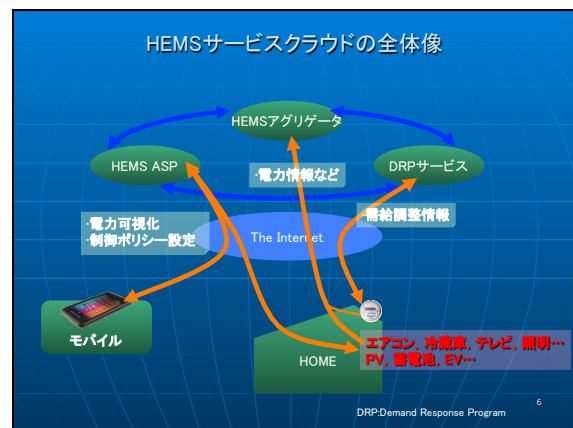 HEMSサービスクラウドの全体像
HEMSアグリゲータ
HEMS ASP
DRPサービス
・電力情報など
・需給調整情報
・電力可視化
・制御ポリシー設定
The Internet
モバイル
エアコン, 冷蔵庫, テレビ, 照明…
PV, 蓄電池, EV…
HOME
6
DRP:Demand Response Program